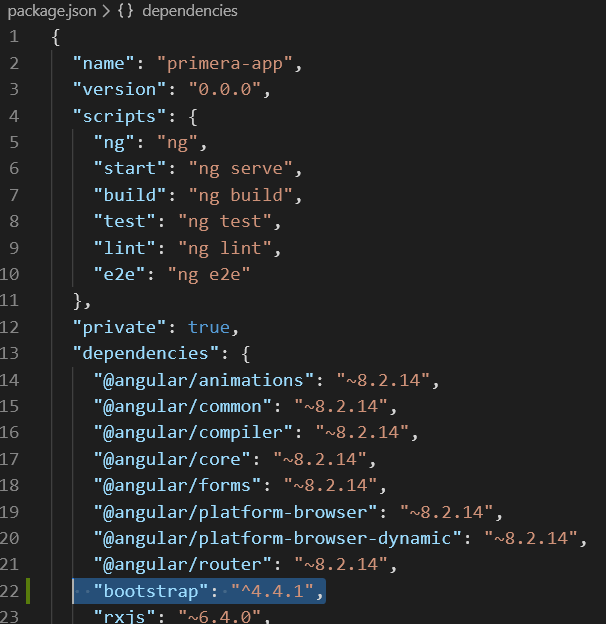 package.json > {} dependencies
1 {
2 "name": "primera-app",
3 "version": "0.0.0",
4 "scripts": {
5 "ng": "ng",
6 "start": "ng serve",
7 "build": "ng build",
8 "test": "ng test",
9 "lint": "ng lint",
10 "e2e": "ng e2e"
11 },
12 "private": true,
13 "dependencies": {
14 "@angular/animations": "~8.2.14",
15 "@angular/common": "~8.2.14",
16 "@angular/compiler": "~8.2.14",
17 "@angular/core": "~8.2.14",
18 "@angular/forms": "~8.2.14",
19 "@angular/platform-browser": "~8.2.14",
20 "@angular/platform-browser-dynamic": "~8.2.14",
21 "@angular/router": "~8.2.14",
22 "bootstrap": "^4.4.1",
23 "rxjs": "~6.4.0",